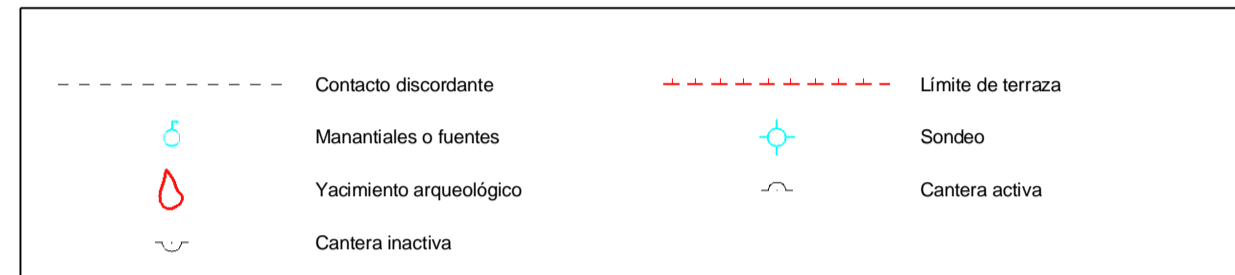 Contacto discordante
Límite de terraza
Manantiales o fuentes
Sondeo
Yacimiento arqueológico
Cantera activa
Cantera inactiva